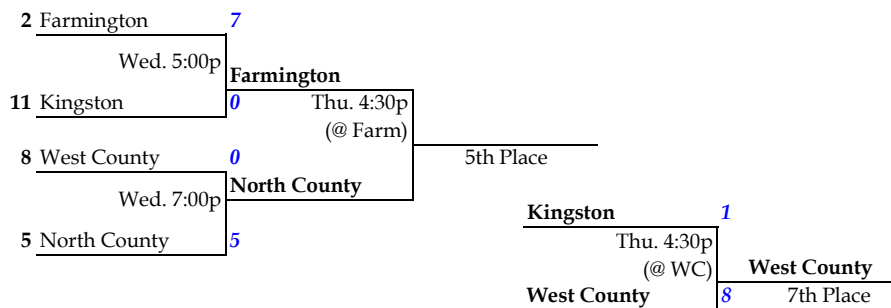 2 Farmington 7
Wed. 5:00p
Farmington
11 Kingston 0 Thu. 4:30p
(@ Farm)
8 West County 0 5th Place
North County
Wed. 7:00p
Kingston 1
5 North County 5 Thu. 4:30p
(@ WC) West County
West County 8 7th Place